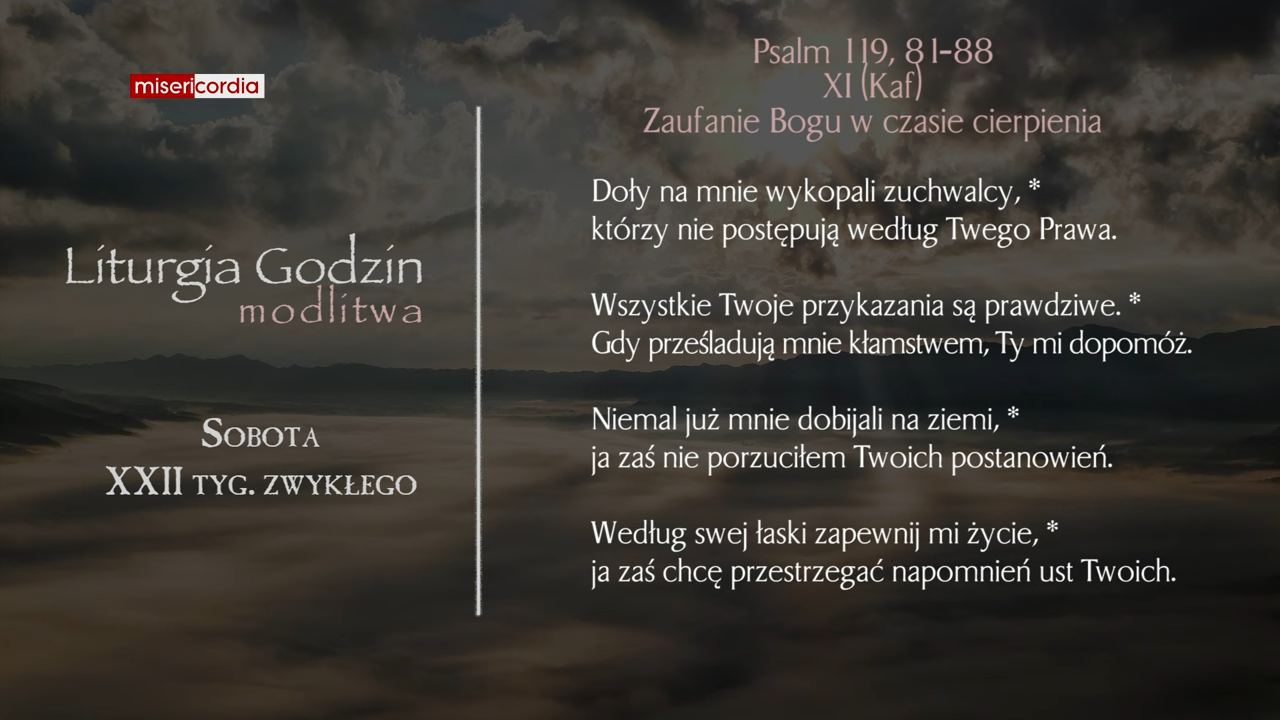 misericordia
Liturgia Godzin
modlitwa
Sobota
XXII tyg. zwykłego
Psalm 119, 81-88
XI (Kaf)
Zaufanie Bogu w czasie cierpienia
Doły na mnie wykopali zuchwalcy, *
którzy nie postępują według Twego Prawa.
Wszystkie Twoje przykazania są prawdziwe. *
Gdy prześladują mnie kłamstwem, Ty mi dopomóż.
Niemal już mnie dobijali na ziemi, *
ja zaś nie porzuciłem Twoich postanowień.
Według swej łaski zapewnij mi życie, *
ja zaś chcę przestrzegać napomnień ust Twoich.